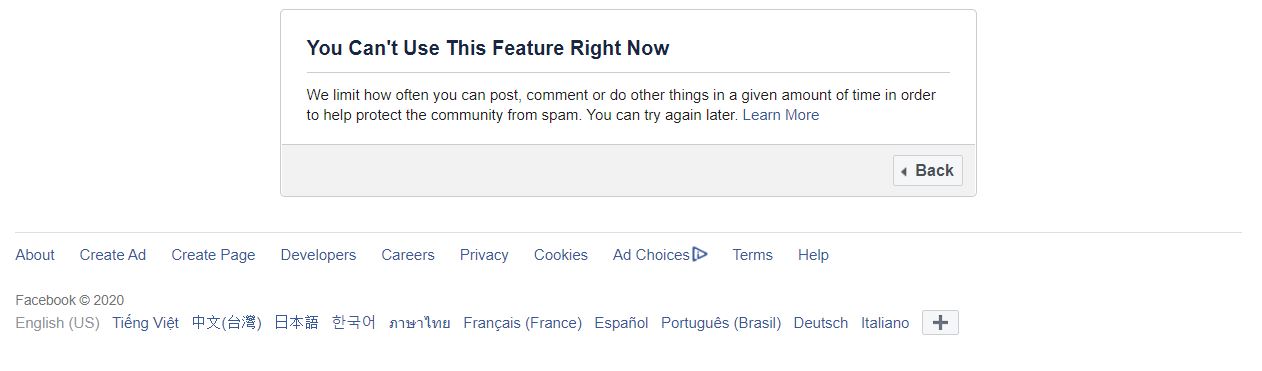 You Can't Use This Feature Right Now
We limit how often you can post, comment or do other things in a given amount of time in order
to help protect the community from spam. You can try again later. Learn More
Back
About Create Ad Create Page Developers Careers Privacy Cookies Ad Choices Terms Help
Facebook © 2020
English (US) Tiếng Việt 中文(台灣) 日本語 한국어 ภาษาไทย Français (France) Español Português (Brasil) Deutsch Italiano